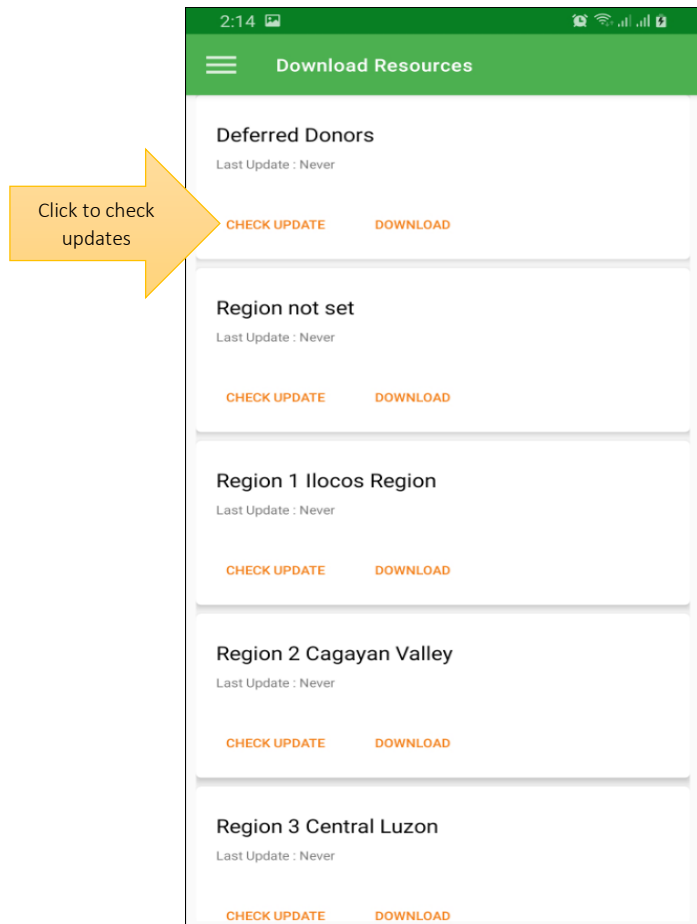 2:14
Download Resources
Deferred Donors
Last Update : Never
Click to check
updates
CHECK UPDATE DOWNLOAD
Region not set
Last Update : Never
CHECK UPDATE DOWNLOAD
Region 1 Ilocos Region
Last Update : Never
CHECK UPDATE DOWNLOAD
Region 2 Cagayan Valley
Last Update : Never
CHECK UPDATE DOWNLOAD
Region 3 Central Luzon
Last Update : Never
CHECK UPDATE DOWNLOAD